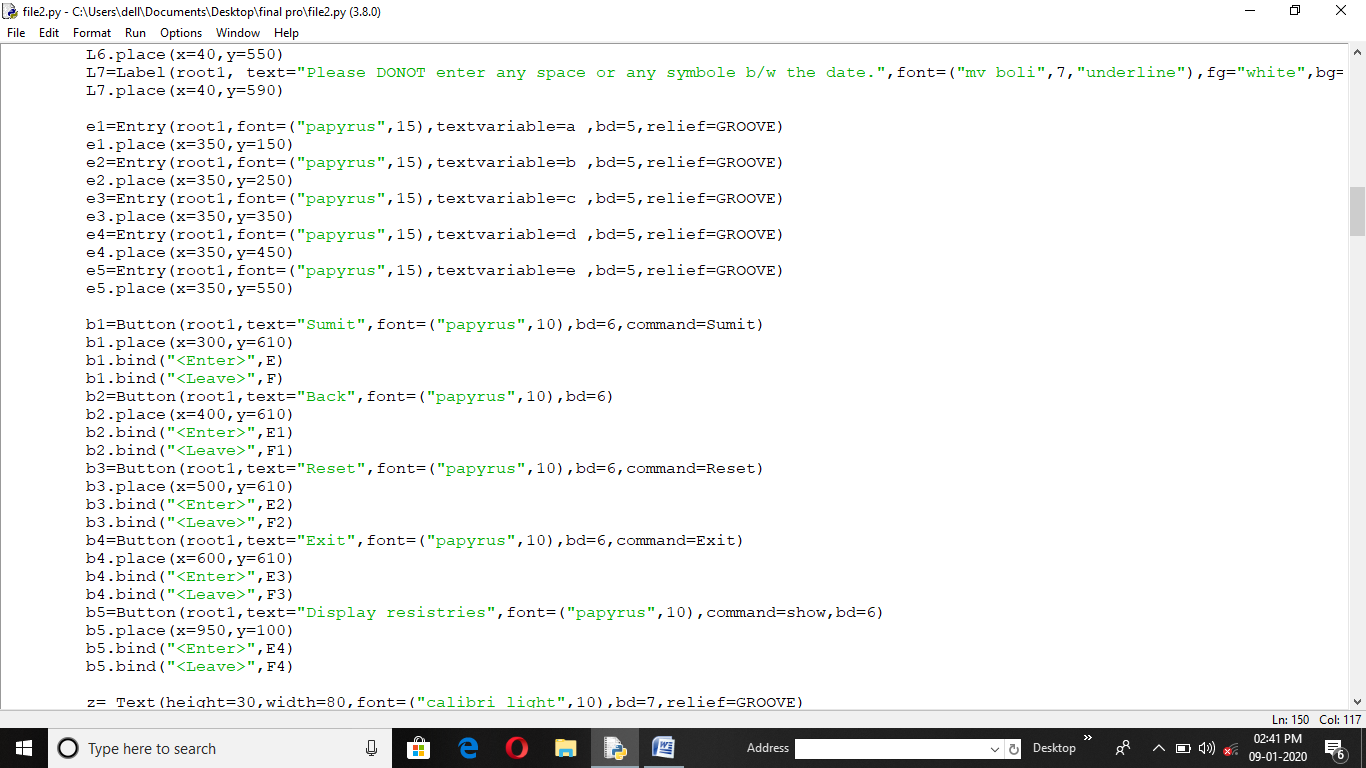 file2.py - C:\Users\dell\Documents\Desktop\final pro\file2.py (3.8.0)
File Edit Format Run Options Window Help
L6.place(x=40,y=550)
L7=Label(root1, text="Please DONOT enter any space or any symbole b/w the date.",font=("mv boli",7,"underline"),fg="white",bg=
L7.place(x=40,y=590)
e1=Entry(root1,font=("papyrus",15),textvariable=a ,bd=5,relief=GROOVE)
e1.place(x=350,y=150)
e2=Entry(root1,font=("papyrus",15),textvariable=b ,bd=5,relief=GROOVE)
e2.place(x=350,y=250)
e3=Entry(root1,font=("papyrus",15),textvariable=c ,bd=5,relief=GROOVE)
e3.place(x=350,y=350)
e4=Entry(root1,font=("papyrus",15),textvariable=d ,bd=5,relief=GROOVE)
e4.place(x=350,y=450)
e5=Entry(root1,font=("papyrus",15),textvariable=e ,bd=5,relief=GROOVE)
e5.place(x=350,y=550)
b1=Button(root1,text="Sumit",font=("papyrus",10),bd=6,command=Sumit)
b1.place(x=300,y=610)
b1.bind("<Enter>",E)
b1.bind("<Leave>",F)
b2=Button(root1,text="Back",font=("papyrus",10),bd=6)
b2.place(x=400,y=610)
b2.bind("<Enter>",E1)
b2.bind("<Leave>",F1)
b3=Button(root1,text="Reset",font=("papyrus",10),bd=6,command=Reset)
b3.place(x=500,y=610)
b3.bind("<Enter>",E2)
b3.bind("<Leave>",F2)
b4=Button(root1,text="Exit",font=("papyrus",10),bd=6,command=Exit)
b4.place(x=600,y=610)
b4.bind("<Enter>",E3)
b4.bind("<Leave>",F3)
b5=Button(root1,text="Display resistries",font=("papyrus",10),command=show,bd=6)
b5.place(x=950,y=100)
b5.bind("<Enter>",E4)
b5.bind("<Leave>",F4)
z= Text(height=30,width=80,font=("calibri light",10),bd=7,relief=GROOVE)
Ln: 150 Col: 117
Type here to search
Address
Desktop
02:41 PM
09-01-2020
6